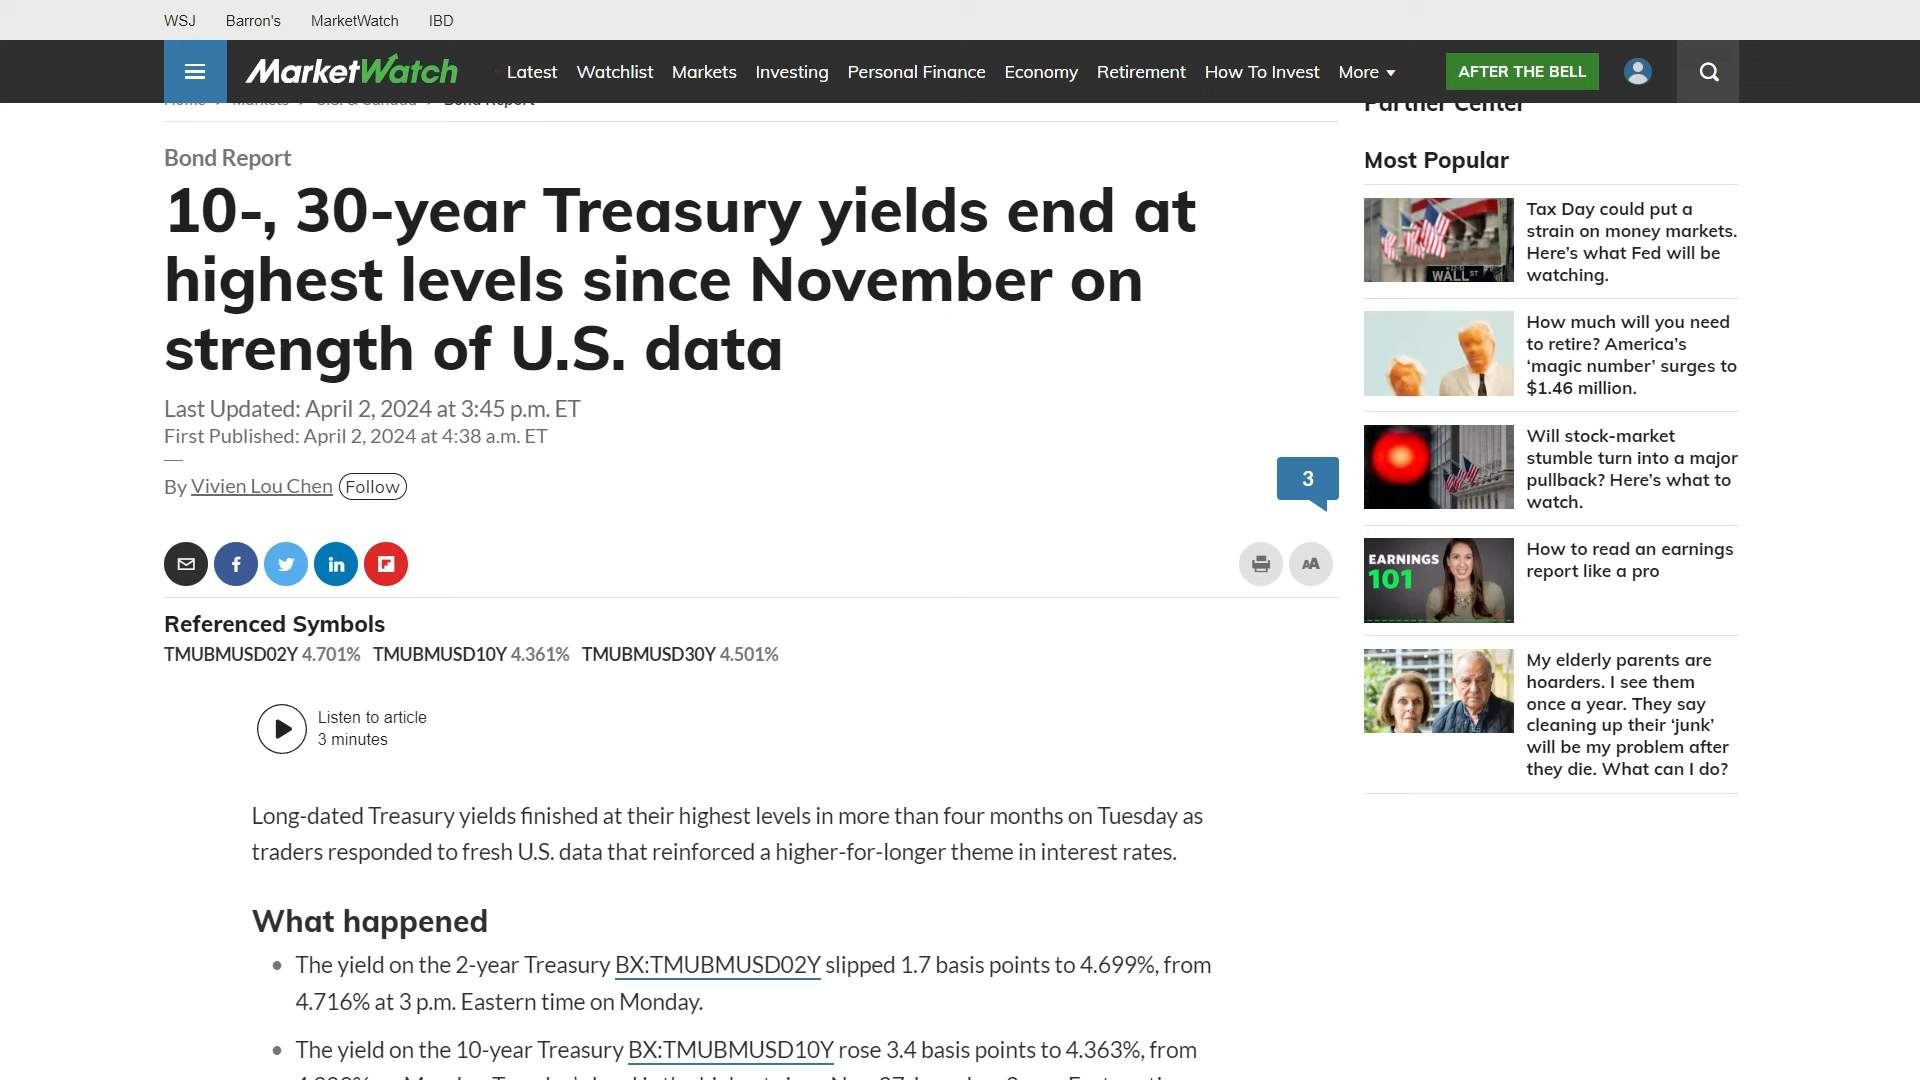 WSJ Barron's MarketWatch IBD
MarketWatch Latest Watchlist Markets Investing Personal Finance Economy Retirement How To Invest More AFTER THE BELL
Home > Markets > U.S. & Canada > Bond Report
Bond Report
10-, 30-year Treasury yields end at
highest levels since November on
strength of U.S. data
Last Updated: April 2, 2024 at 3:45 p.m. ET
First Published: April 2, 2024 at 4:38 a.m. ET
By Vivien Lou Chen Follow
3
AA
Referenced Symbols
TMUBMUSD02Y 4.701% TMUBMUSD10Y 4.361% TMUBMUSD30Y 4.501%
Listen to article
3 minutes
Long-dated Treasury yields finished at their highest levels in more than four months on Tuesday as
traders responded to fresh U.S. data that reinforced a higher-for-longer theme in interest rates.
What happened
• The yield on the 2-year Treasury BX:TMUBMUSD02Y slipped 1.7 basis points to 4.699%, from
4.716% at 3 p.m. Eastern time on Monday.
• The yield on the 10-year Treasury BX:TMUBMUSD10Y rose 3.4 basis points to 4.363%, from
Partner Center
Most Popular
WALL ST
Tax Day could put a
strain on money markets.
Here's what Fed will be
watching.
How much will you need
to retire? America's
‘magic number’ surges to
$1.46 million.
Will stock-market
stumble turn into a major
pullback? Here's what to
watch.
EARNINGS
101
How to read an earnings
report like a pro
My elderly parents are
hoarders. I see them
once a year. They say
cleaning up their ‘junk’
will be my problem after
they die. What can I do?